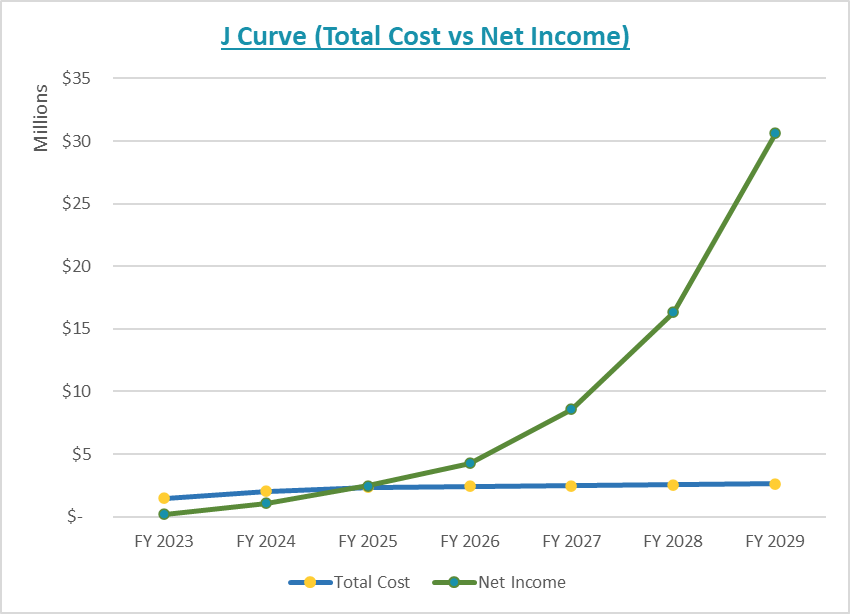 J Curve (Total Cost vs Net Income)
Millions
$35
$30
$25
$20
$15
$10
$5
$-
FY 2023 FY 2024 FY 2025 FY 2026 FY 2027 FY 2028 FY 2029
Total Cost Net Income